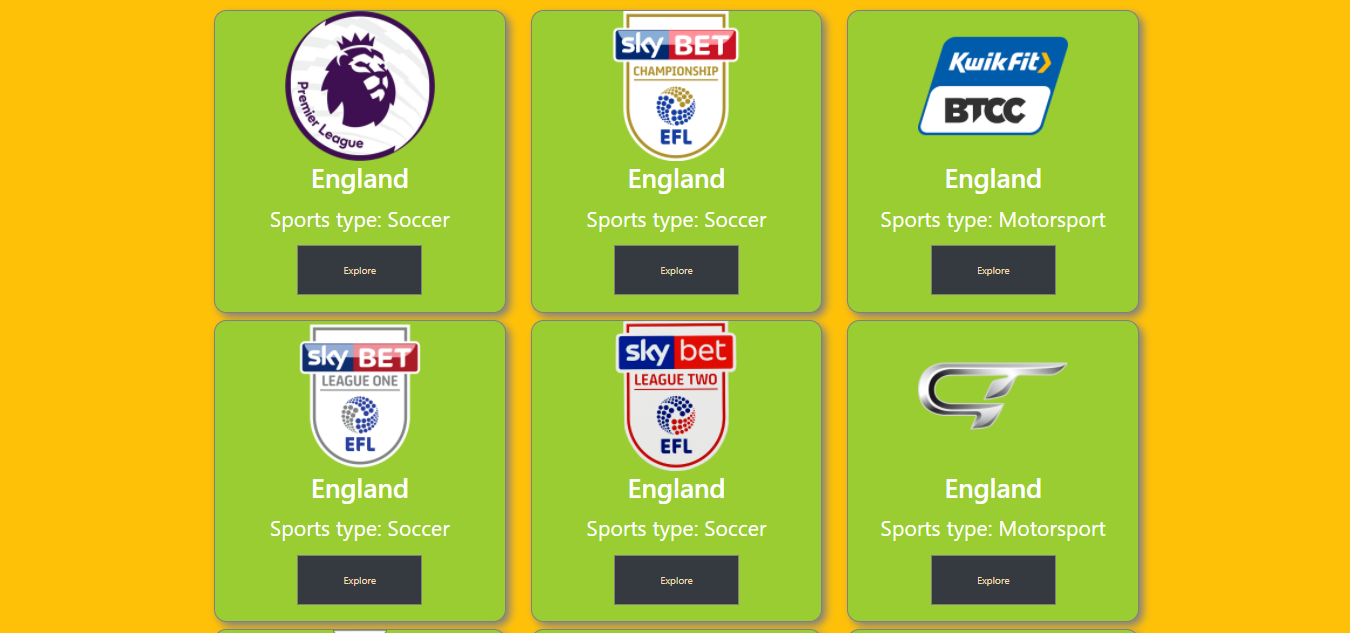 Premier League
England
Sports type: Soccer
Explore
sky BET
CHAMPIONSHIP
EFL
England
Sports type: Soccer
Explore
KwikFit
BTCC
England
Sports type: Motorsport
Explore
sky BET
LEAGUE ONE
EFL
England
Sports type: Soccer
Explore
sky bet
LEAGUE TWO
EFL
England
Sports type: Soccer
Explore
England
Sports type: Motorsport
Explore